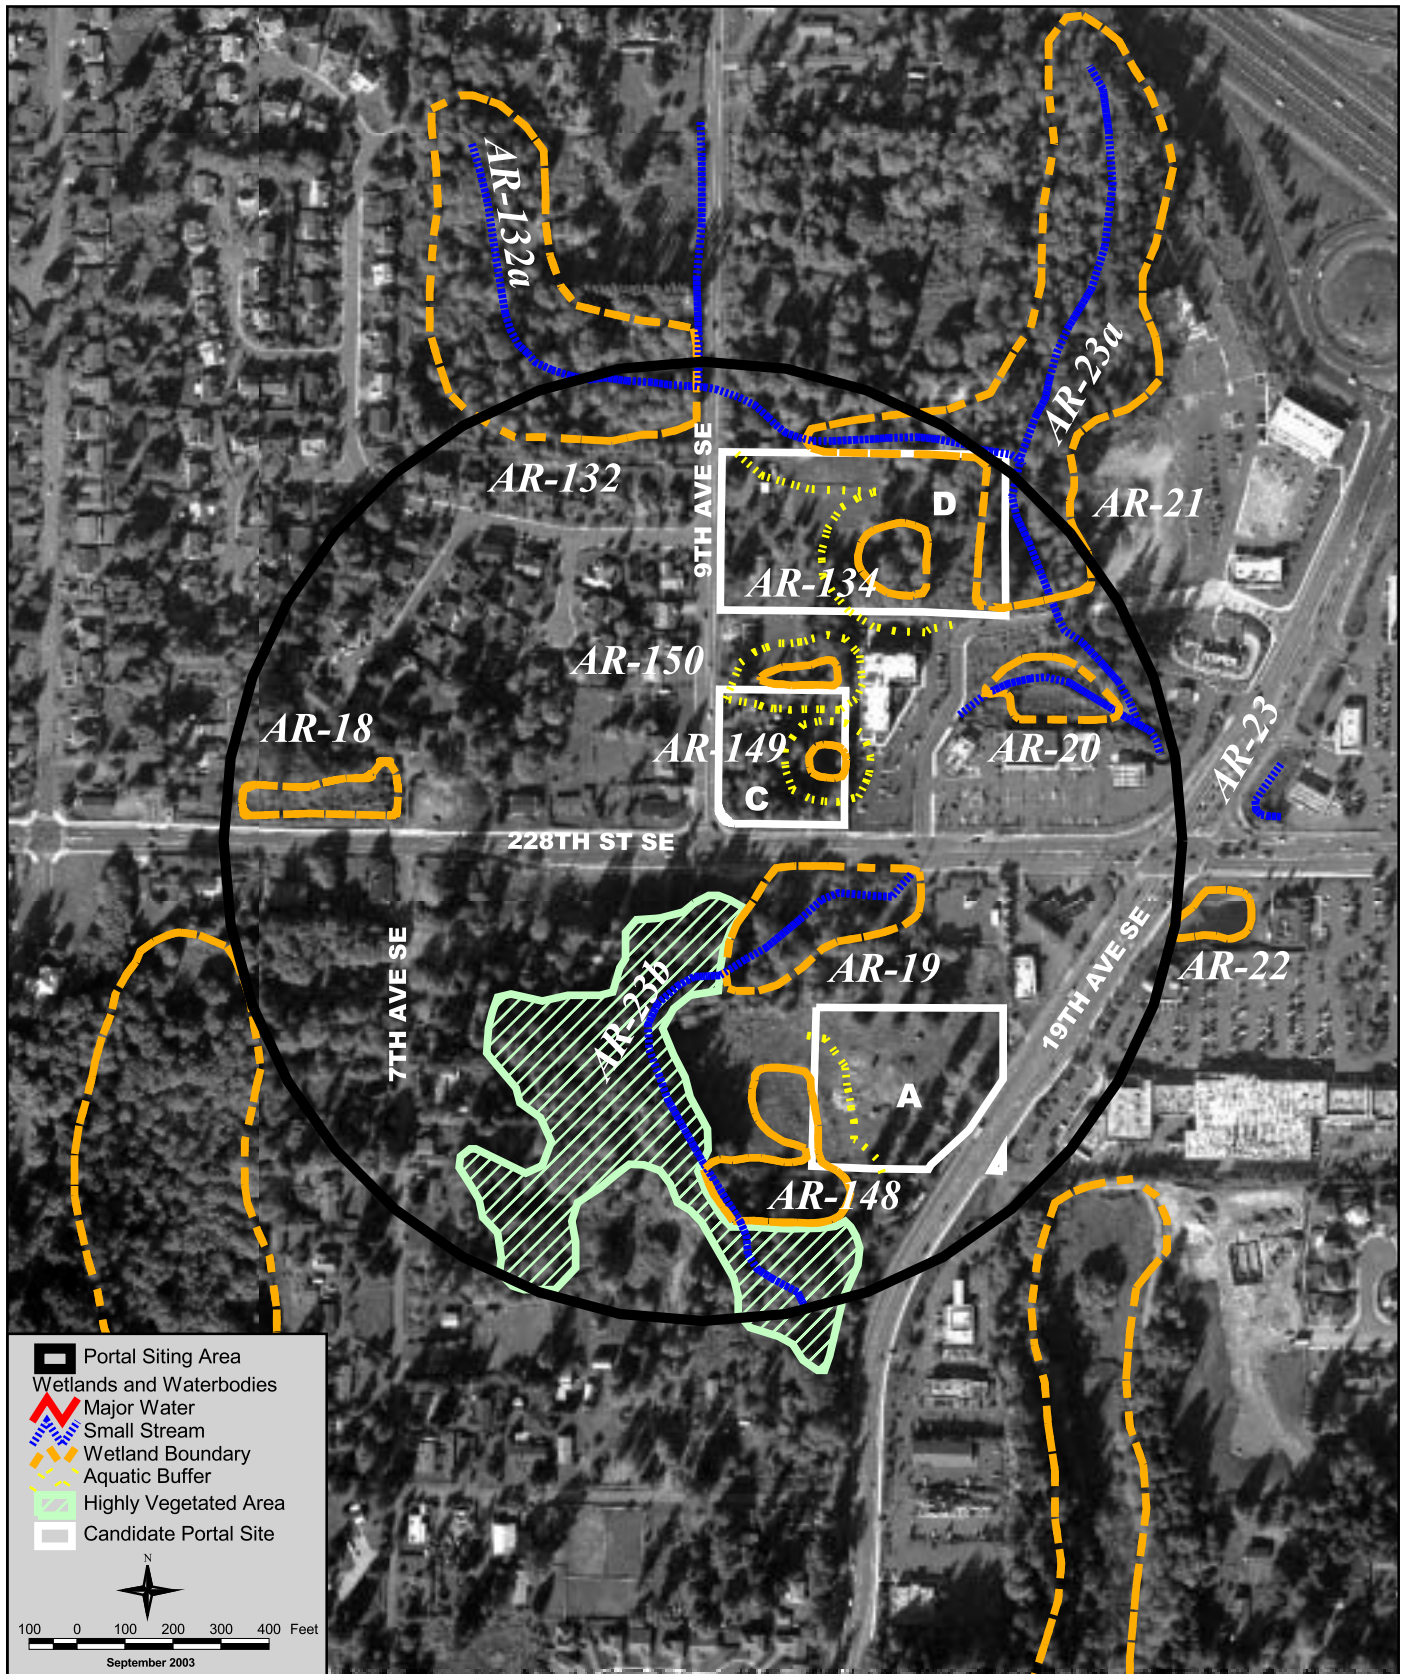 AR-132a
AR-23a
AR-132
9TH AVE SE
D
AR-21
AR-134
AR-150
AR-18
AR-149
AR-20
AR-23
C
228TH ST SE
7TH AVE SE
AR-23b
AR-19
19TH AVE SE
AR-22
A
AR-148
Portal Siting Area
Wetlands and Waterbodies
Major Water
Small Stream
Wetland Boundary
Aquatic Buffer
Highly Vegetated Area
Candidate Portal Site
N
100 0 100 200 300 400 Feet
September 2003